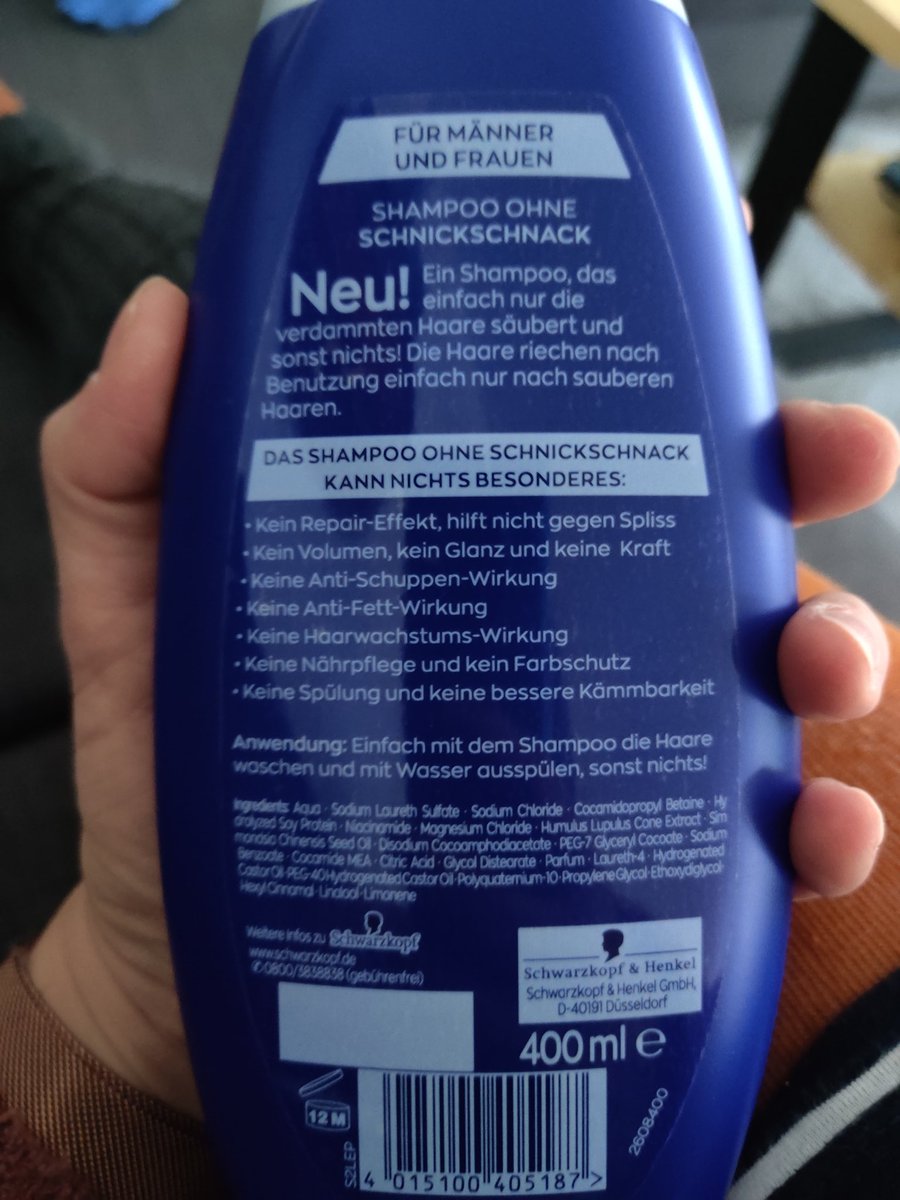 FÜR MÄNNER
UND FRAUEN
SHAMPOO OHNE
SCHNICKSCHNACK
Neu! Ein Shampoo, das
einfach nur die
verdammten Haare säubert und
sonst nichts! Die Haare riechen nach
Benutzung einfach nur nach sauberen
Haaren.
DAS SHAMPOO OHNE SCHNICKSCHNACK
KANN NICHTS BESONDERES:
• Kein Repair-Effekt, hilft nicht gegen Spliss
• Kein Volumen, kein Glanz und keine Kraft
• Keine Anti-Schuppen-Wirkung
• Keine Anti-Fett-Wirkung
• Keine Haarwachstums-Wirkung
• Keine Nährpflege und kein Farbschutz
• Keine Spülung und keine bessere Kämmbarkeit
Anwendung: Einfach mit dem Shampoo die Haare
waschen und mit Wasser ausspülen, sonst nichts!
Ingredients: Aqua · Sodium Laureth Sulfate · Sodium Chloride · Cocamidopropyl Betaine · Hy
drolyzed Soy Protein · Niacinamide · Magnesium Chloride · Humulus Lupulus Cone Extract · Sim
mondsia Chinensis Seed Oil · Disodium Cocoamphodiacetate · PEG-7 Glyceryl Cocoate · Sodium
Benzoate · Cocamide MEA · Citric Acid · Glycol Distearate · Parfum · Laureth-4 · Hydrogenated
Castor Oil · PEG-40 Hydrogenated Castor Oil · Polyquaternium-10 · Propylene Glycol · Ethoxydiglycol ·
Hexyl Cinnamal · Linalool · Limonene
Weitere Infos zu Schwarzkopf
www.schwarzkopf.de
✆0800/3838838 (gebührenfrei)
Schwarzkopf & Henkel
Schwarzkopf & Henkel GmbH,
D-40191 Düsseldorf
400 ml ℮
12 M
S2LEP
2608400
4 015100 405187 >